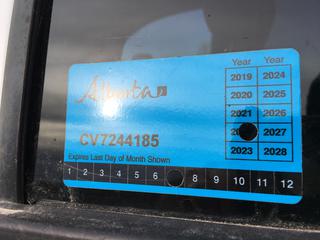 Alberta
Year Year
2019 2024
2020 2025
2021 2026
2027
2023 2028
CV7244185
Expires Last Day of Month Shown
1 2 3 4 5 6 8 9 10 11 12